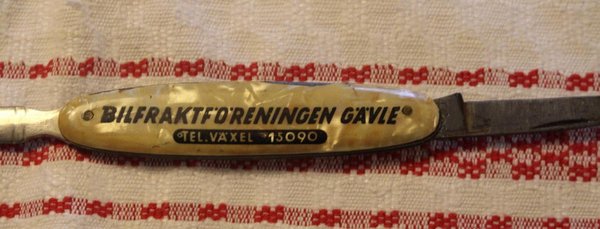 BILFRAKTFÖRENINGEN GÄVLE
TEL. VÄXEL 15090